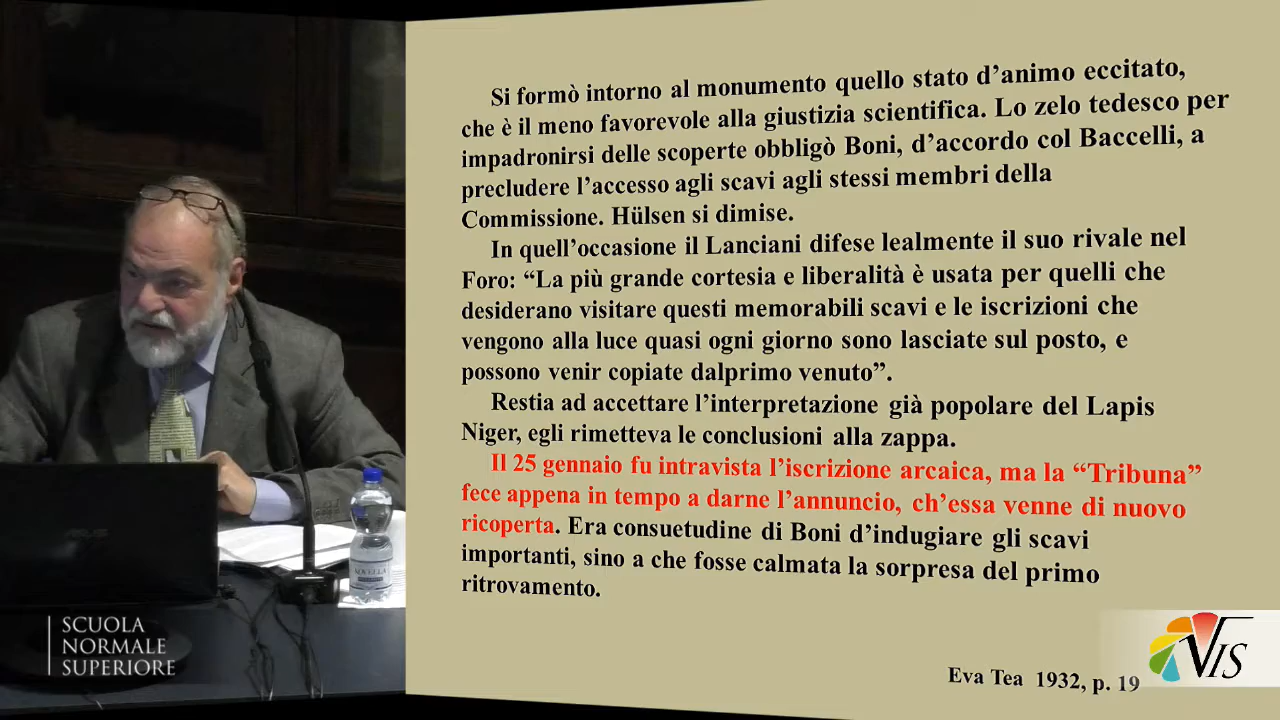 Si formò intorno al monumento quello stato d’animo eccitato,
che è il meno favorevole alla giustizia scientifica. Lo zelo tedesco per
impadronirsi delle scoperte obbligò Boni, d’accordo col Baccelli, a
precludere l’accesso agli scavi agli stessi membri della
Commissione. Hülsen si dimise.
In quell’occasione il Lanciani difese lealmente il suo rivale nel
Foro: “La più grande cortesia e liberalità è usata per quelli che
desiderano visitare questi memorabili scavi e le iscrizioni che
vengono alla luce quasi ogni giorno sono lasciate sul posto, e
possono venir copiate dalprimo venuto”.
Restia ad accettare l’interpretazione già popolare del Lapis
Niger, egli rimetteva le conclusioni alla zappa.
Il 25 gennaio fu intravista l’iscrizione arcaica, ma la “Tribuna”
fece appena in tempo a darne l’annuncio, ch’essa venne di nuovo
ricoperta. Era consuetudine di Boni d’indugiare gli scavi
importanti, sino a che fosse calmata la sorpresa del primo
ritrovamento.
Eva Tea 1932, p. 19
VIS
SCUOLA
NORMALE
SUPERIORE